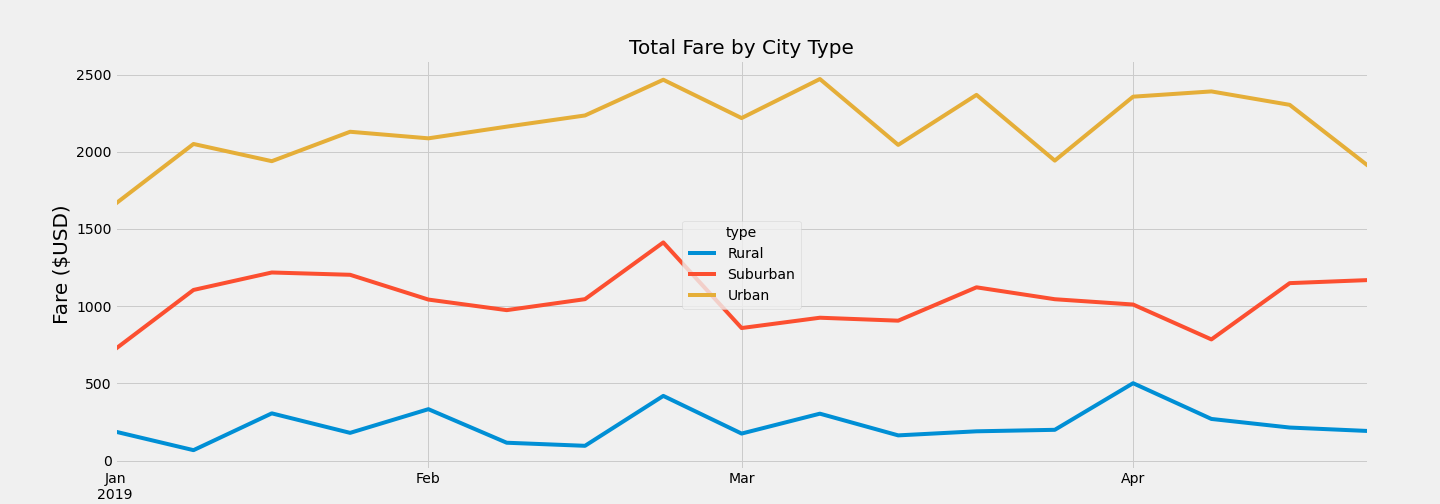 Total Fare by City Type
Fare ($USD)
2500
2000
1500
1000
500
0
type
Rural
Suburban
Urban
Jan Feb Mar Apr
2019